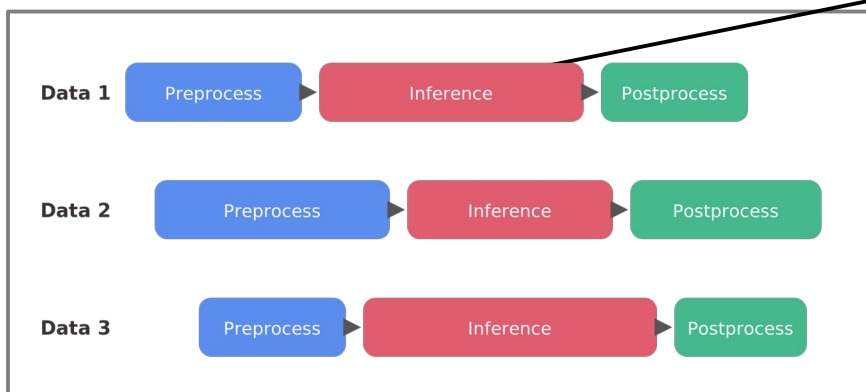 Data 1 Preprocess Inference Postprocess
Data 2 Preprocess Inference Postprocess
Data 3 Preprocess Inference Postprocess